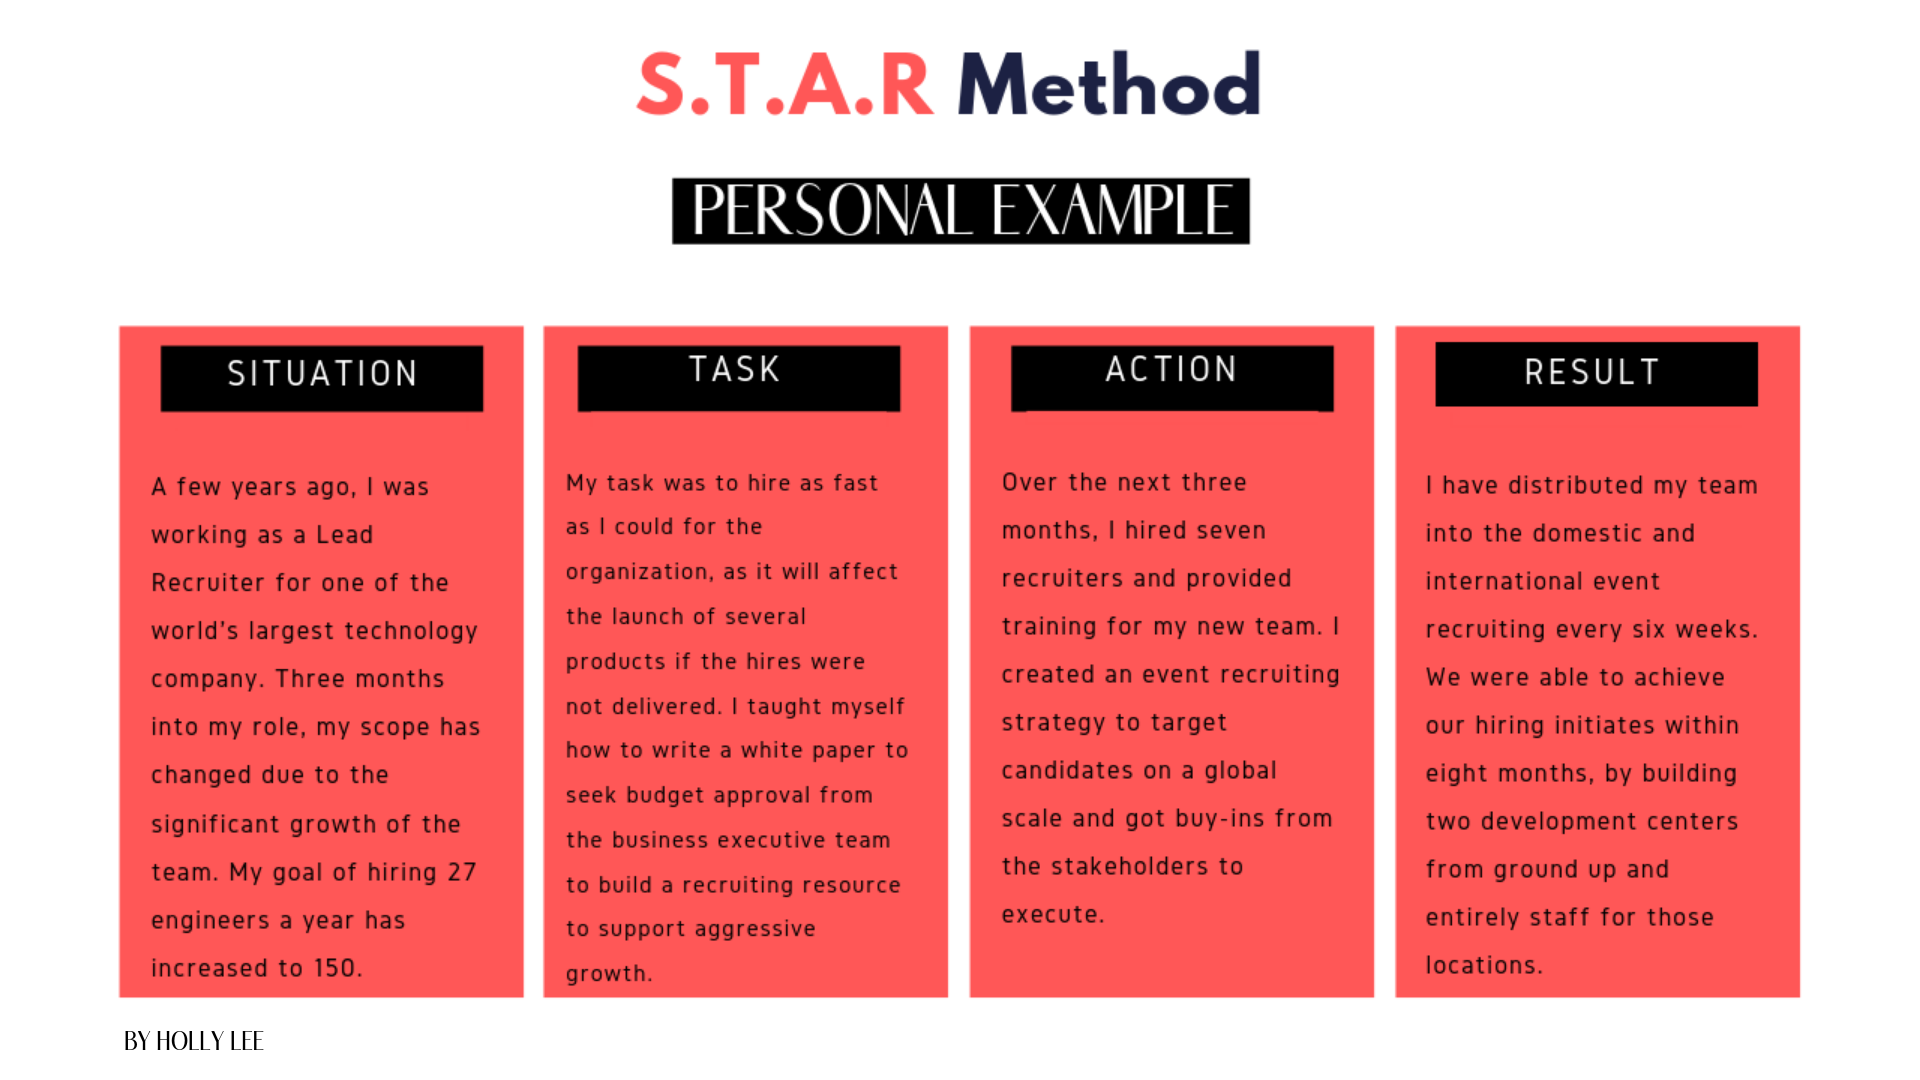 S.T.A.R Method
PERSONAL EXAMPLE
SITUATION
A few years ago, I was
working as a Lead
Recruiter for one of the
world's largest technology
company. Three months
into my role, my scope has
changed due to the
significant growth of the
team. My goal of hiring 27
engineers a year has
increased to 150.
TASK
My task was to hire as fast
as I could for the
organization, as it will affect
the launch of several
products if the hires were
not delivered. I taught myself
how to write a white paper to
seek budget approval from
the business executive team
to build a recruiting resource
to support aggressive
growth.
ACTION
Over the next three
months, I hired seven
recruiters and provided
training for my new team. I
created an event recruiting
strategy to target
candidates on a global
scale and got buy-ins from
the stakeholders to
execute.
RESULT
I have distributed my team
into the domestic and
international event
recruiting every six weeks.
We were able to achieve
our hiring initiates within
eight months, by building
two development centers
from ground up and
entirely staff for those
locations.
BY HOLLY LEE